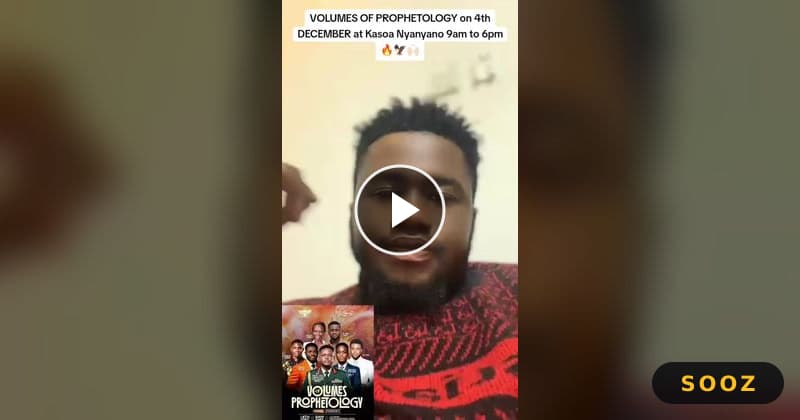 VOLUMES OF PROPHETOLOGY on 4th
DECEMBER at Kasoa Nyanyano 9am to 6pm
🔥🦅🙌🏻
VOLUMES
PROPHETOLOGY
SOOZ